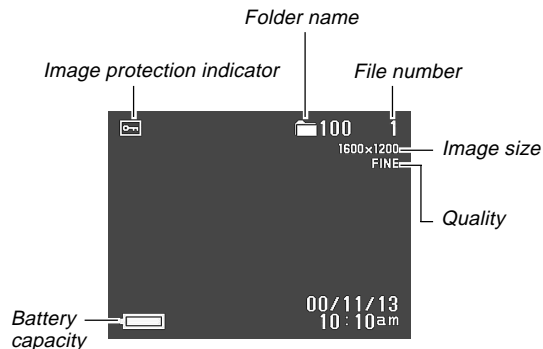 Folder name
Image protection indicator
File number
100 1
1600×1200
Image size
FINE
Quality
00/11/13
Battery
capacity
10:10am